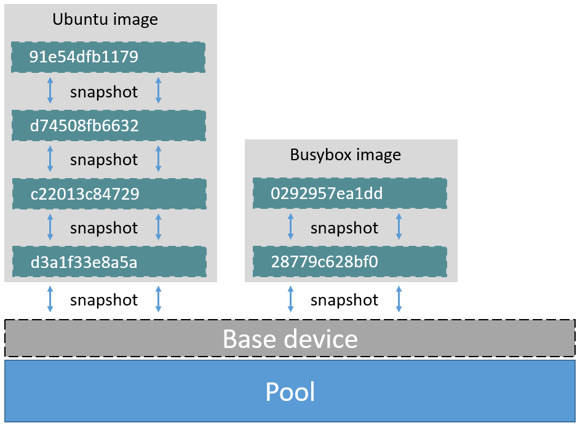 Ubuntu image
91e54dfb1179
snapshot
d74508fb6632
snapshot
c22013c84729
snapshot
d3a1f33e8a5a
snapshot
Busybox image
0292957ea1dd
snapshot
28779c628bf0
snapshot
Base device
Pool